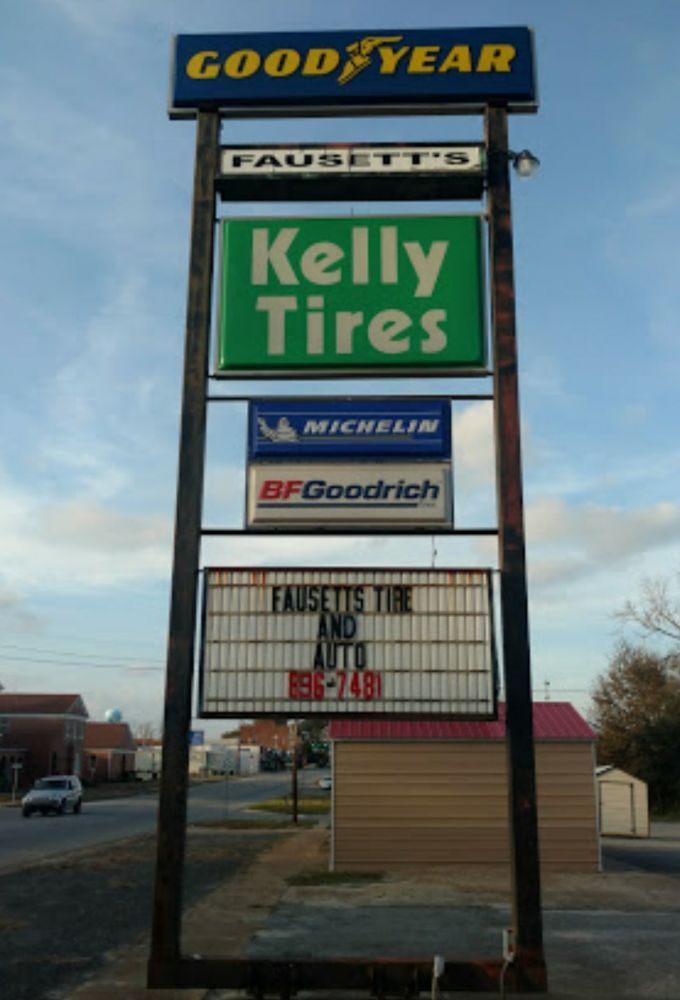 GOODYEAR
FAUSETT'S
Kelly
Tires
MICHELIN
BFGoodrich
FAUSETTS TIRE
AND
AUTO
896-7481